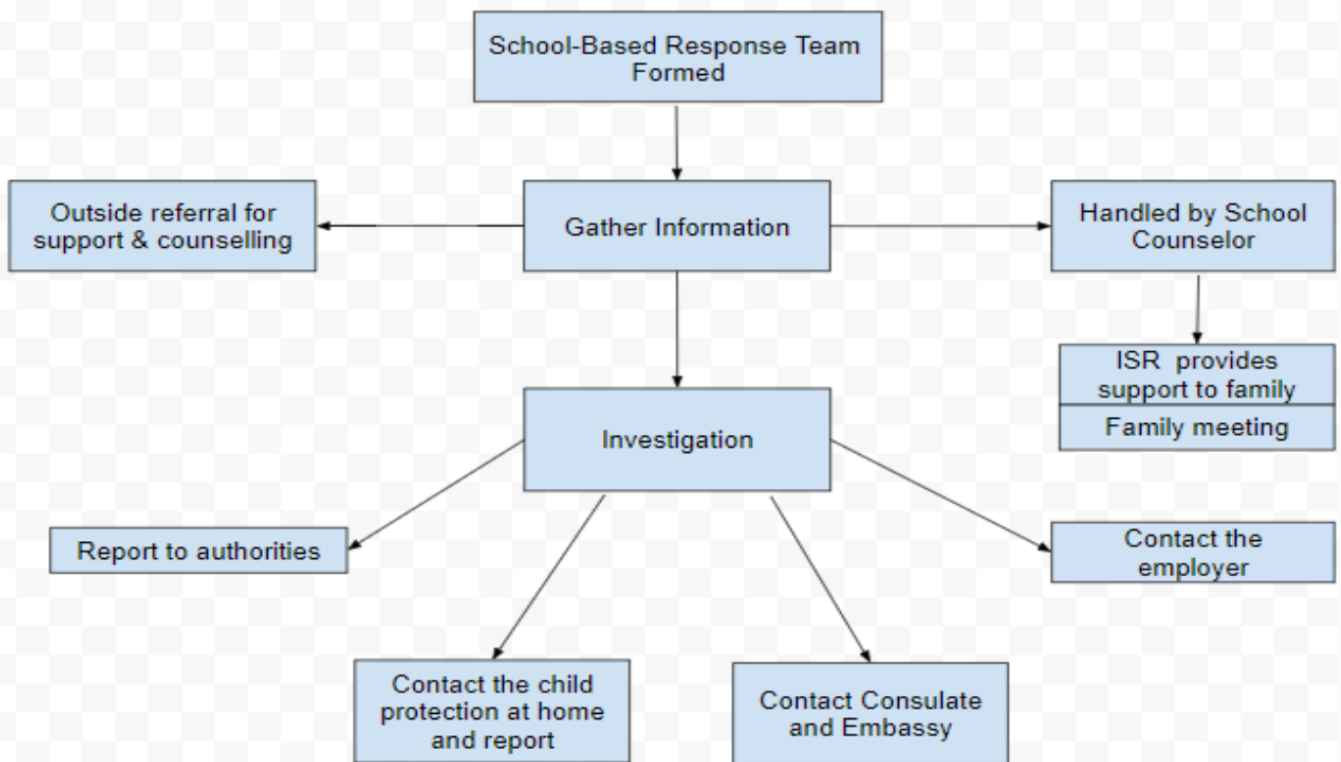 School-Based Response Team
Formed
Outside referral for
support & counselling
Gather Information
Handled by School
Counselor
ISR provides
support to family
Family meeting
Investigation
Report to authorities
Contact the
employer
Contact the child
protection at home
and report
Contact Consulate
and Embassy